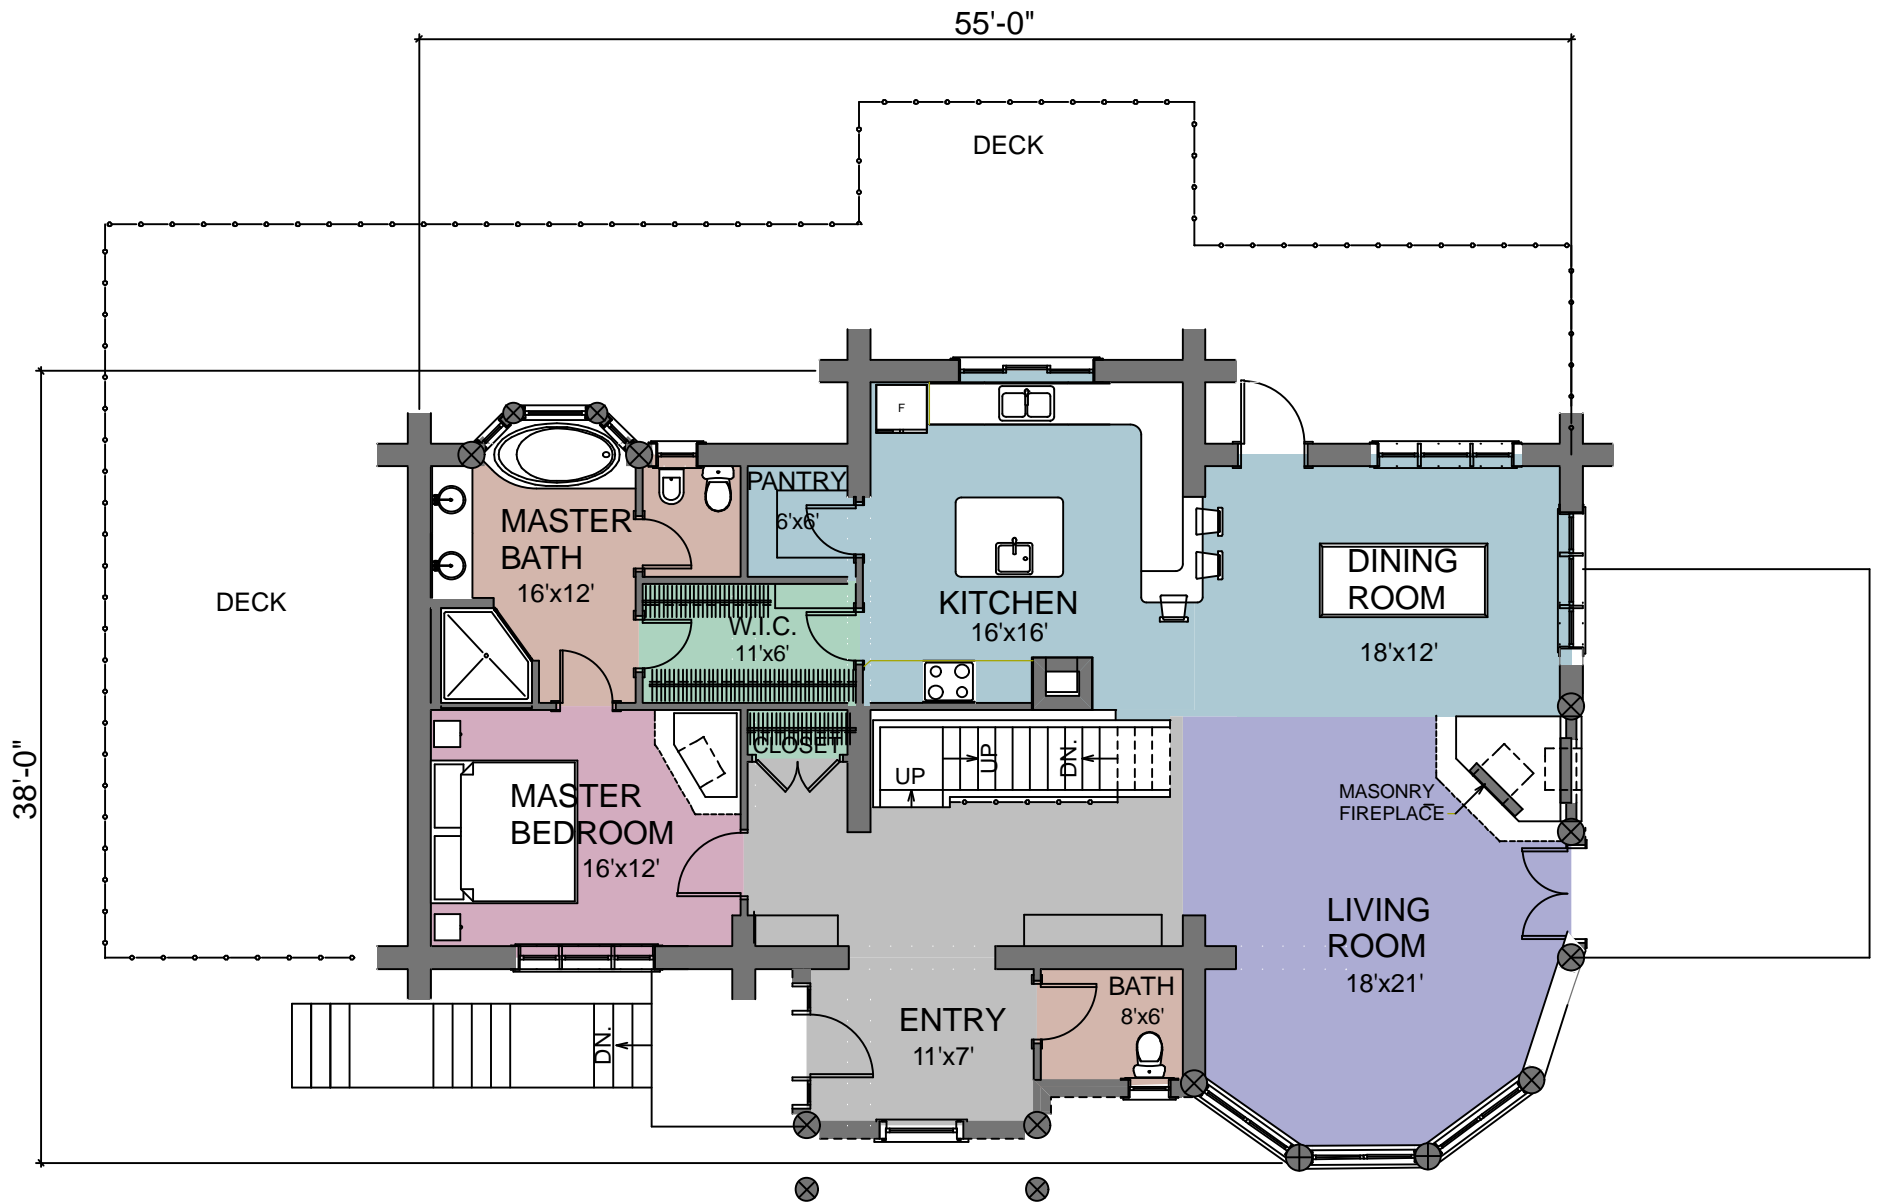 55'-0"
DECK
F
PANTRY
6'x6'
MASTER
BATH
16'x12'
DINING
ROOM
18'x12'
KITCHEN
16'x16'
DECK
W.I.C.
11'x6'
CLOSET
UP
UP
DN.
38'-0"
MASTER
BEDROOM
16'x12'
MASONRY
FIREPLACE
LIVING
ROOM
18'x21'
BATH
8'x6'
ENTRY
11'x7'
DN.